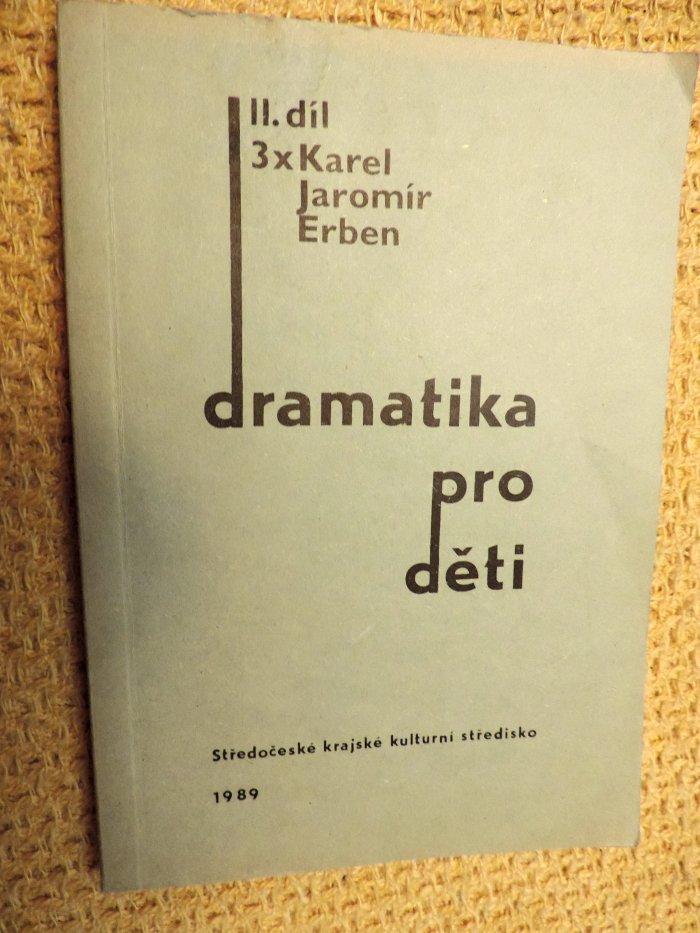 II. díl
3x Karel
Jaromír
Erben
dramatika
pro
děti
Středočeské krajské kulturní středisko
1989